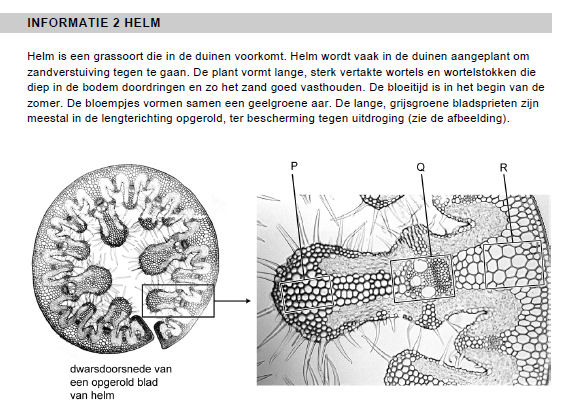 INFORMATIE 2 HELM
Helm is een grassoort die in de duinen voorkomt. Helm wordt vaak in de duinen aangeplant om
zandverstuiving tegen te gaan. De plant vormt lange, sterk vertakte wortels en wortelstokken die
diep in de bodem doordringen en zo het zand goed vasthouden. De bloeitijd is in het begin van de
zomer. De bloempjes vormen samen een geelgroene aar. De lange, grijsgroene bladsprieten zijn
meestal in de lengterichting opgerold, ter bescherming tegen uitdroging (zie de afbeelding).
P Q R
dwarsdoorsnede van
een opgerold blad
van helm